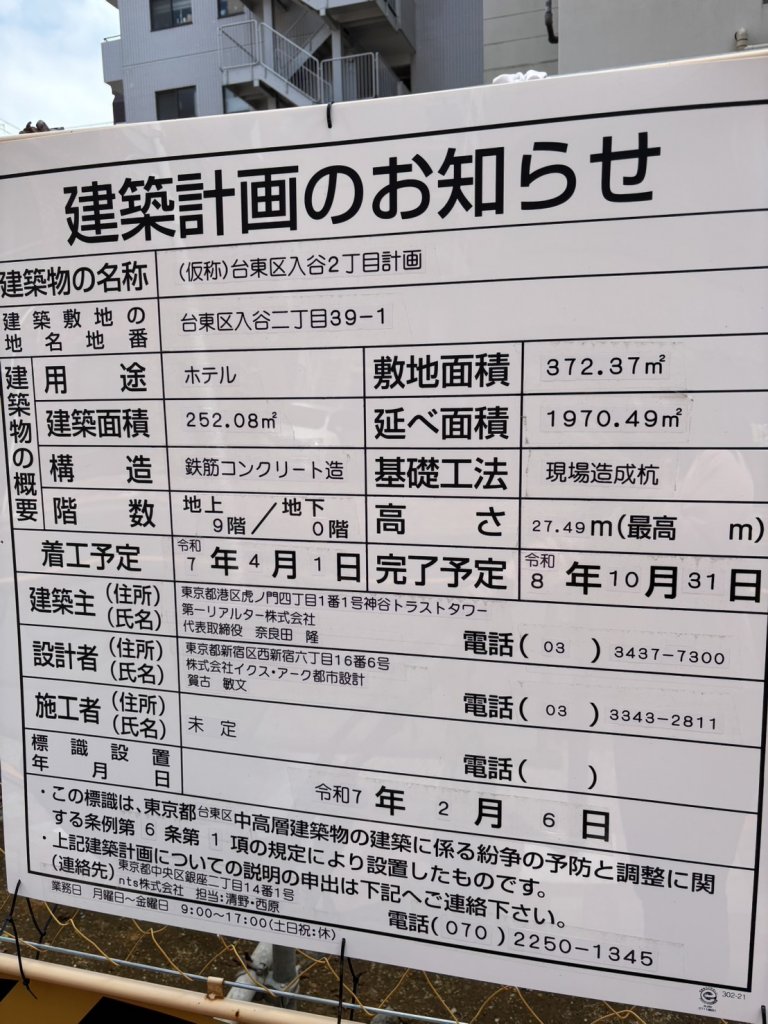 建築計画のお知らせ
建築物の名称 (仮称)台東区入谷2丁目計画
建築敷地の地名地番 台東区入谷二丁目39-1
建築物の概要
用途 ホテル 敷地面積 372.37㎡
建築面積 252.08㎡ 延べ面積 1970.49㎡
構造 鉄筋コンクリート造 基礎工法 現場造成杭
階数 地上9階/地下0階 高さ 27.49m(最高 m)
着工予定 令和7年4月1日 完了予定 令和8年10月31日
建築主(住所)(氏名)
東京都港区虎ノ門四丁目1番1号神谷トラストタワー
第一リアルター株式会社
代表取締役 奈良田 隆
電話( 03 )3437-7300
設計者(住所)(氏名)
東京都新宿区西新宿六丁目16番6号
株式会社イクス・アーク都市設計
賀古 敏文
電話( 03 )3343-2811
施工者(住所)(氏名) 未定
電話( )
標識設置年月日 令和7年2月6日
・この標識は、東京都台東区中高層建築物の建築に係る紛争の予防と調整に関
する条例第6条第1項の規定により設置したものです。
・上記建築計画についての説明の申出は下記へご連絡下さい。
(連絡先)東京都中央区銀座二丁目14番1号
nts株式会社 担当:清野・西原
電話(070)2250-1345
業務日 月曜日~金曜日 9:00~17:00(土日祝:休)
302-21